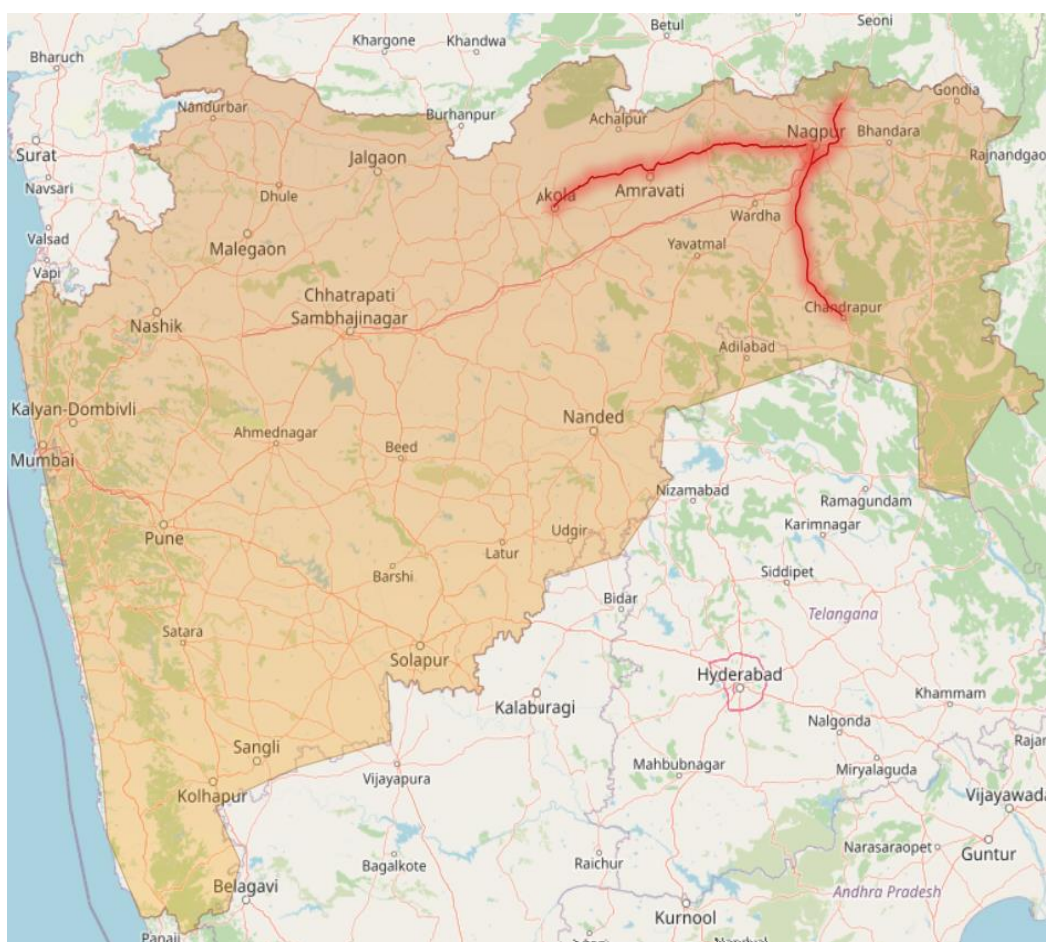 Seoni
Betul
Khargone
Khandwa
Bharuch
Gondia
Nandurbar
Burhanpur
Achalpur
Nagpur
Bhandara
Surat
Jalgaon
Rajnandgao
Navsari
Dhule
Akola
Amravati
Wardha
Valsad
Malegaon
Yavatmal
Vapi
Chhatrapati
Sambhajinagar
Chandrapur
Nashik
Adilabad
Kalyan-Dombivli
Nanded
Ahmednagar
Beed
Mumbai
Nizamabad
Ramagundam
Karimnagar
Pune
Udgir
Latur
Barshi
Siddipet
Bidar
Telangana
Satara
Solapur
Hyderabad
Khammam
Kalaburagi
Nalgonda
Sangli
Rajar
Vijayapura
Mahbubnagar
Miryalaguda
Kolhapur
Vijayawada
Narasaraopet
Bagalkote
Raichur
Guntur
Belagavi
Andhra Pradesh
Kurnool
Panaji
Nandyal